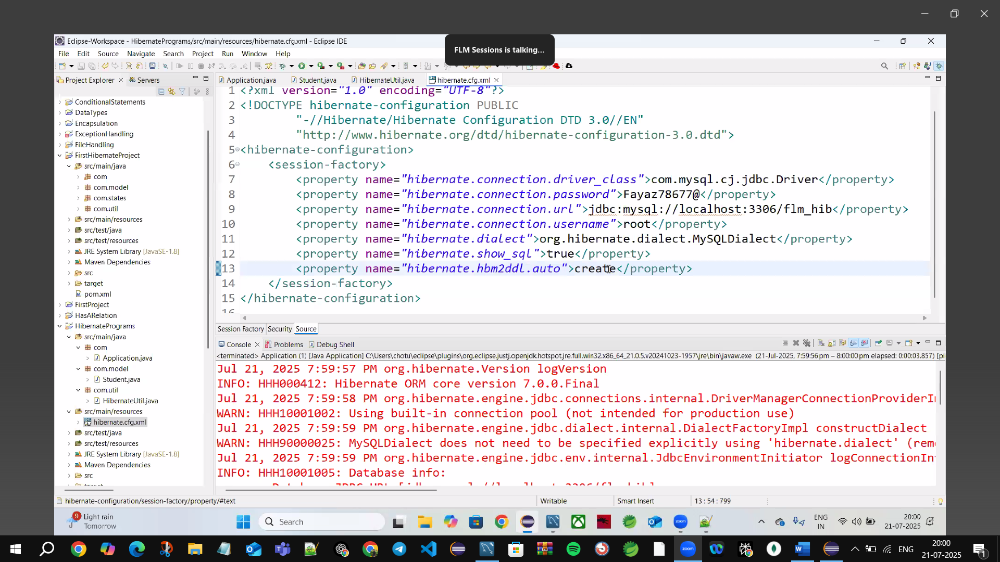 Eclipse-Workspace - HibernatePrograms/src/main/resources/hibernate.cfg.xml - Eclipse IDE
FLM Sessions is talking...
File Edit Source Navigate Search Project Run Window Help
Project Explorer Servers
ConditionalStatements
DataTypes
Encapsulation
ExceptionHandling
FileHandling
FirstHibernateProject
src/main/java
com
com.model
com.states
com.util
src/main/resources
src/test/java
src/test/resources
JRE System Library [JavaSE-1.8]
Maven Dependencies
src
target
pom.xml
FirstProject
HasARelation
HibernatePrograms
src/main/java
com
Application.java
com.model
Student.java
com.util
HibernateUtil.java
src/main/resources
hibernate.cfg.xml
src/test/java
src/test/resources
JRE System Library [JavaSE-1.8]
Maven Dependencies
src
Application.java Student.java HibernateUtil.java hibernate.cfg.xml
1 <?xml version="1.0" encoding="UTF-8"?>
2 <!DOCTYPE hibernate-configuration PUBLIC
3 "-//Hibernate/Hibernate Configuration DTD 3.0//EN"
4 "http://www.hibernate.org/dtd/hibernate-configuration-3.0.dtd">
5 <hibernate-configuration>
6 <session-factory>
7 <property name="hibernate.connection.driver_class">com.mysql.cj.jdbc.Driver</property>
8 <property name="hibernate.connection.password">Fayaz78677@</property>
9 <property name="hibernate.connection.url">jdbc:mysql://localhost:3306/flm_hib</property>
10 <property name="hibernate.connection.username">root</property>
11 <property name="hibernate.dialect">org.hibernate.dialect.MySQLDialect</property>
12 <property name="hibernate.show_sql">true</property>
13 <property name="hibernate.hbm2ddl.auto">create</property>
14 </session-factory>
15 </hibernate-configuration>
16
Session Factory Security Source
Console Problems Debug Shell
<terminated> Application (1) [Java Application] C:\Users\chotu\eclipse\plugins\org.eclipse.justj.openjdk.hotspot.jre.full.win32.x86_64_21.0.5.v20241023-1957\jre\bin\javaw.exe (21-Jul-2025, 7:59:56 pm – 8:00:00 pm elapsed: 0:00:03.857) [pi
Jul 21, 2025 7:59:57 PM org.hibernate.Version logVersion
INFO: HHH000412: Hibernate ORM core version 7.0.0.Final
Jul 21, 2025 7:59:58 PM org.hibernate.engine.jdbc.connections.internal.DriverManagerConnectionProviderI
WARN: HHH10001002: Using built-in connection pool (not intended for production use)
Jul 21, 2025 7:59:59 PM org.hibernate.engine.jdbc.dialect.internal.DialectFactoryImpl constructDialect
WARN: HHH90000025: MySQLDialect does not need to be specified explicitly using 'hibernate.dialect' (rem
Jul 21, 2025 7:59:59 PM org.hibernate.engine.jdbc.env.internal.JdbcEnvironmentInitiator logConnectionIn
INFO: HHH10001005: Database info:
hibernate-configuration/session-factory/property/#text
Writable Smart Insert 13 : 54 : 799
9 Light rain
Tomorrow
Search
zoom
ENG
IN
20:00
21-07-2025
zoom
ENG
20:00
21-07-2025
1